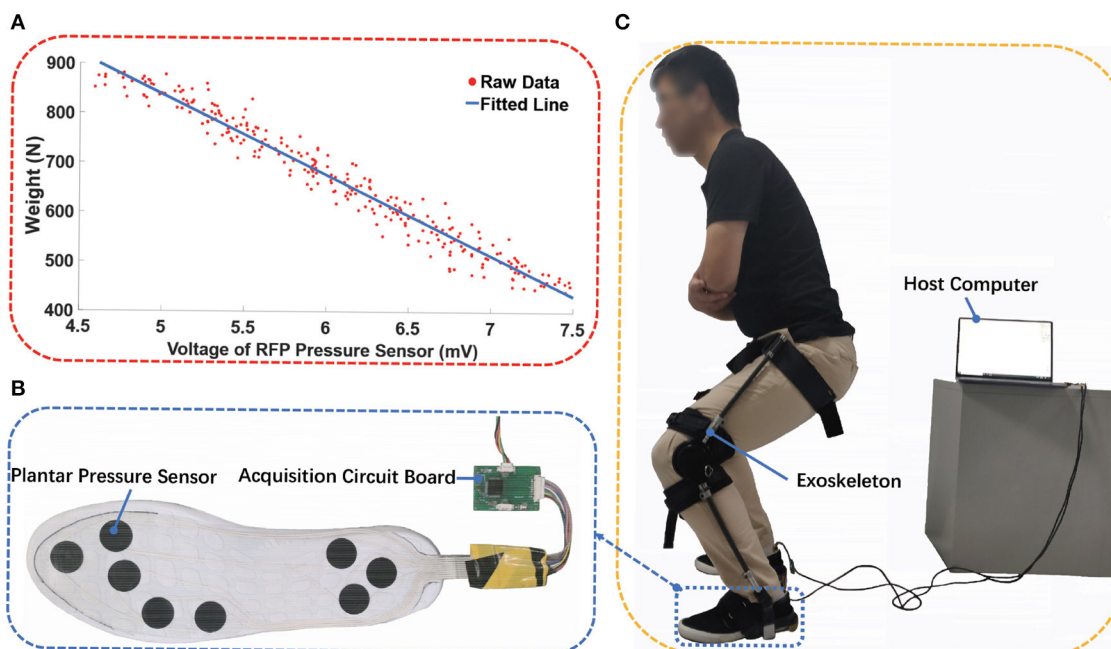 A
900
800
700
600
500
400
Weight (N)
Raw Data
Fitted Line
4.5 5 5.5 6 6.5 7 7.5
Voltage of RFP Pressure Sensor (mV)
B
Plantar Pressure Sensor
Acquisition Circuit Board
C
Host Computer
Exoskeleton